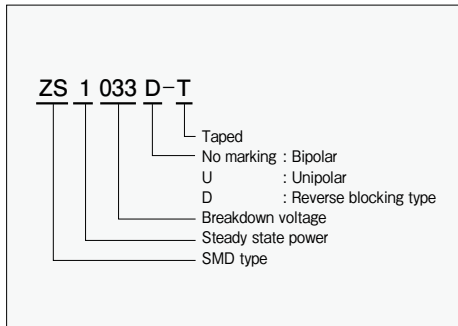 ZS 1 033 D-T
Taped
No marking : Bipolar
U : Unipolar
D : Reverse blocking type
Breakdown voltage
Steady state power
SMD type